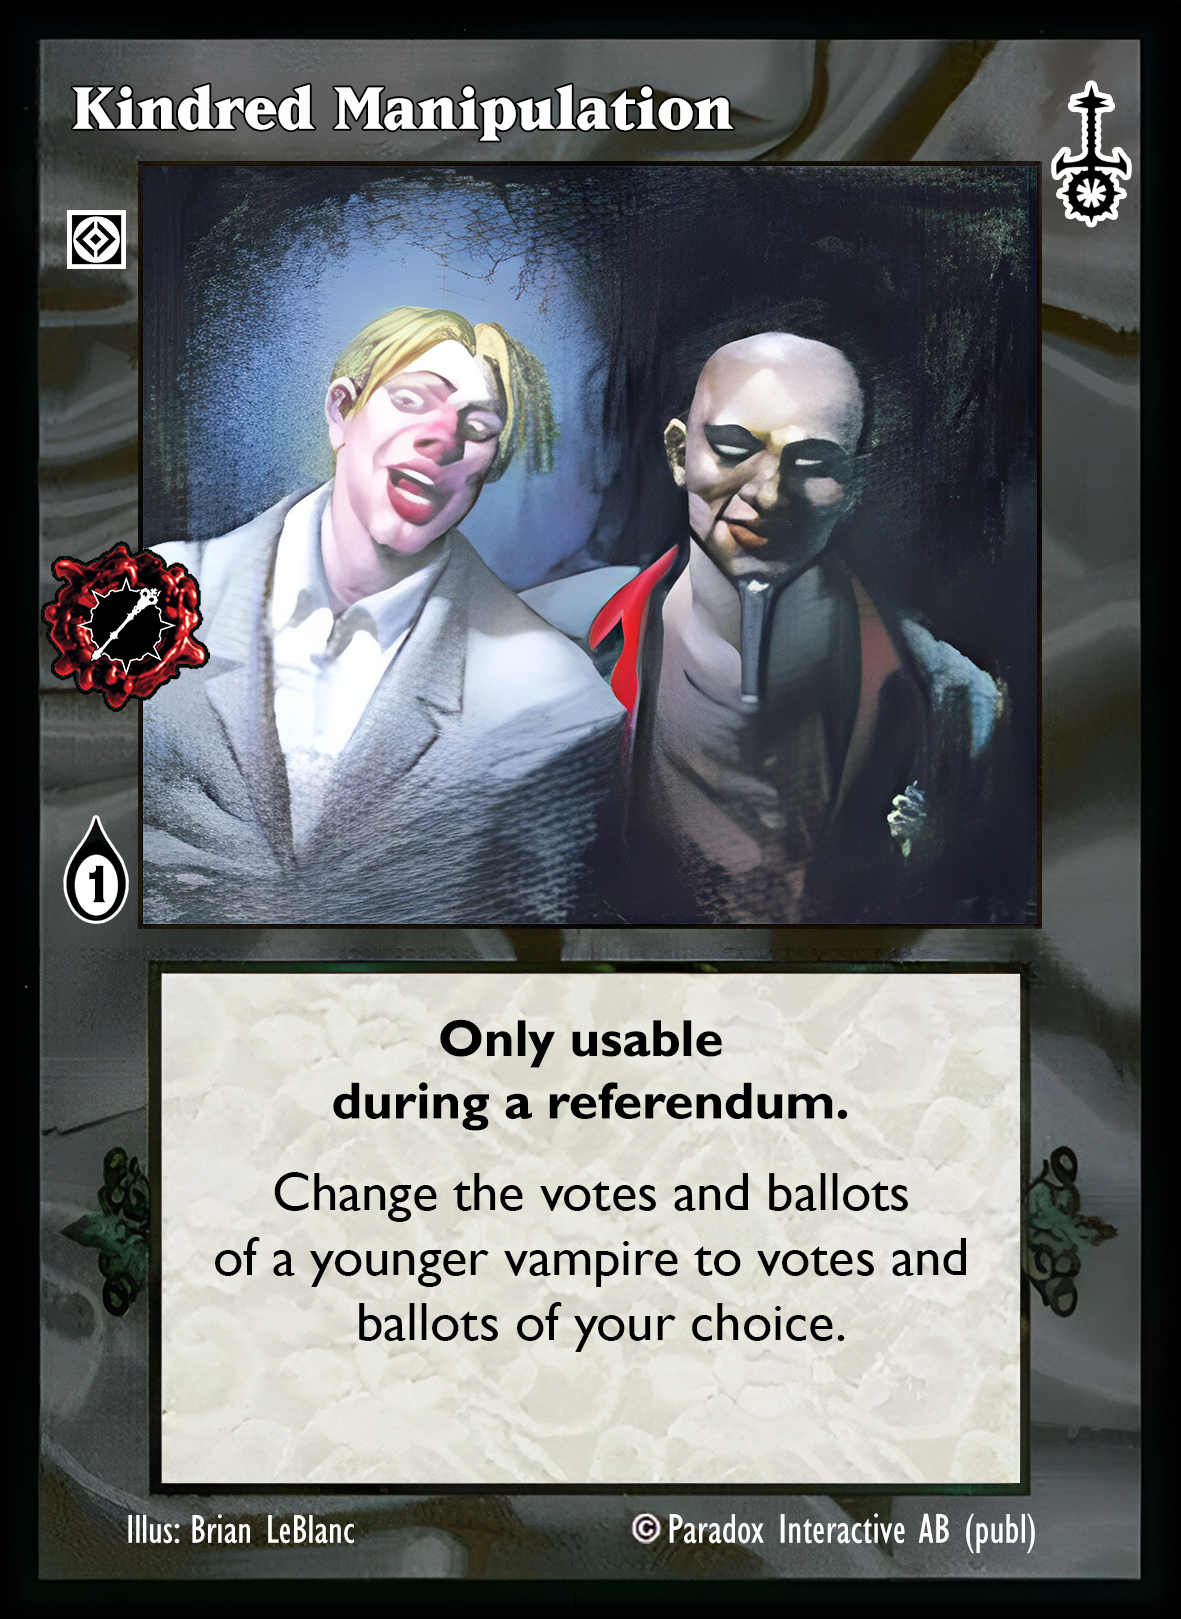 Kindred Manipulation
1
Only usable
during a referendum.
Change the votes and ballots
of a younger vampire to votes and
ballots of your choice.
Illus: Brian LeBlanc
© Paradox Interactive AB (publ)